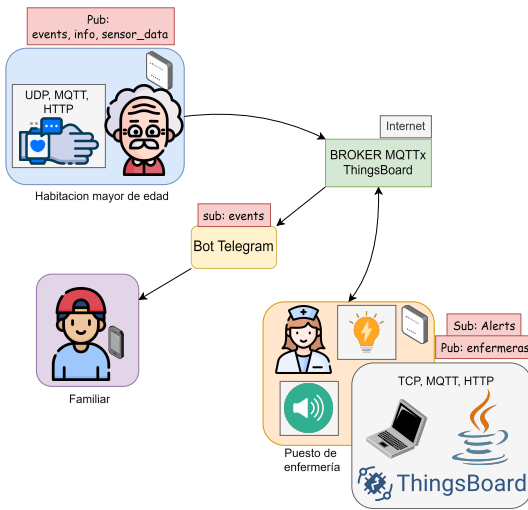 Pub:
events, info, sensor_data
UDP, MQTT,
HTTP
Habitacion mayor de edad
Internet
BROKER MQTTx
ThingsBoard
sub: events
Bot Telegram
Familiar
Sub: Alerts
Pub: enfermeras
TCP, MQTT, HTTP
Puesto de
enfermería
Java
ThingsBoard